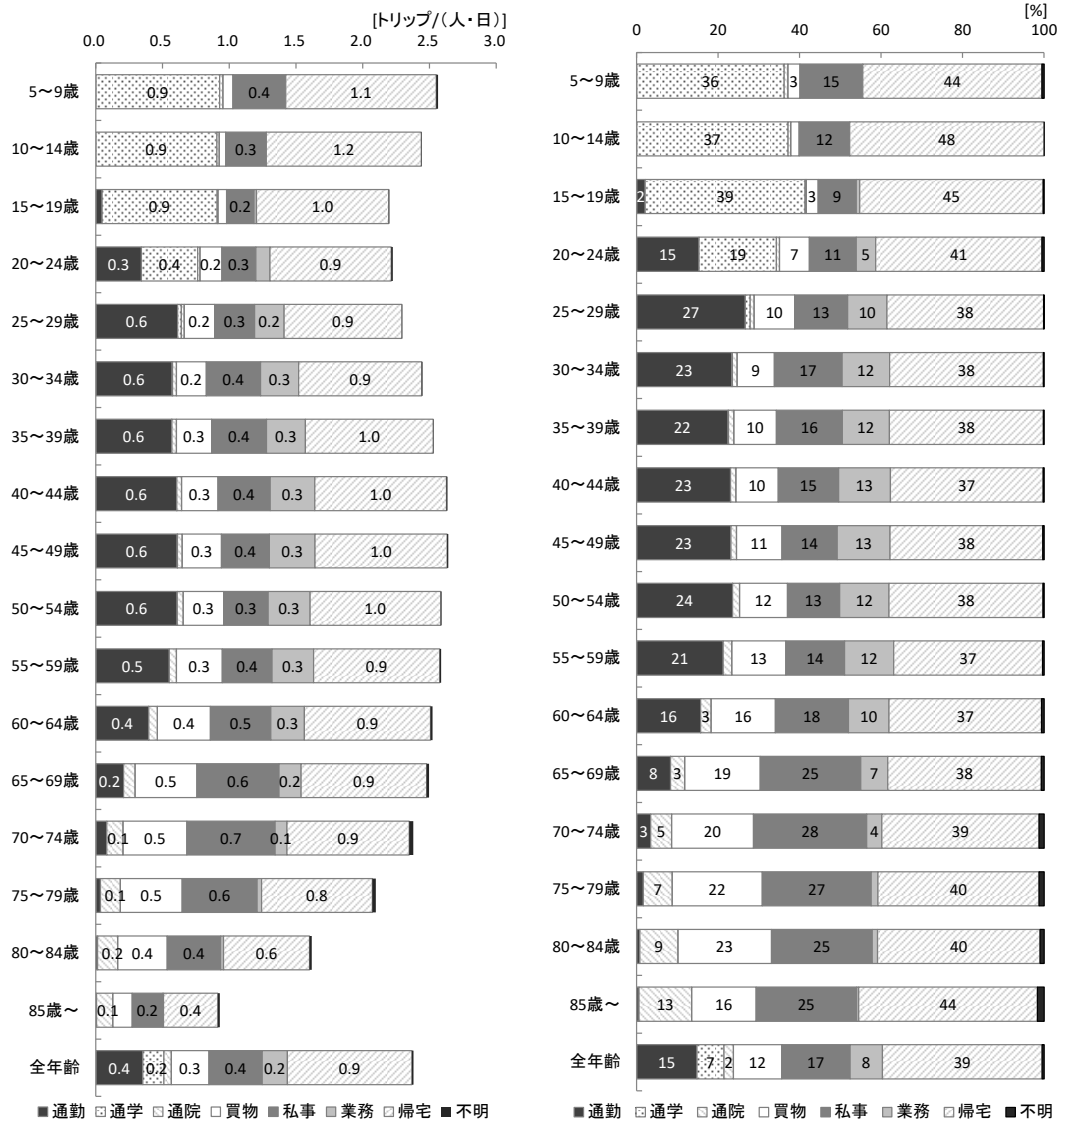 [トリップ/(人・日)]
0.0 0.5 1.0 1.5 2.0 2.5 3.0
5～9歳 0.9 0.4 1.1
10～14歳 0.9 0.3 1.2
15～19歳 0.9 0.2 1.0
20～24歳 0.3 0.4 0.2 0.3 0.9
25～29歳 0.6 0.2 0.3 0.2 0.9
30～34歳 0.6 0.2 0.4 0.3 0.9
35～39歳 0.6 0.3 0.4 0.3 1.0
40～44歳 0.6 0.3 0.4 0.3 1.0
45～49歳 0.6 0.3 0.4 0.3 1.0
50～54歳 0.6 0.3 0.3 0.3 1.0
55～59歳 0.5 0.3 0.4 0.3 0.9
60～64歳 0.4 0.4 0.5 0.3 0.9
65～69歳 0.2 0.5 0.6 0.2 0.9
70～74歳 0.1 0.5 0.7 0.1 0.9
75～79歳 0.1 0.5 0.6 0.8
80～84歳 0.2 0.4 0.4 0.6
85歳～ 0.1 0.2 0.4
全年齢 0.4 0.2 0.3 0.4 0.2 0.9
通勤 通学 通院 買物 私事 業務 帰宅 不明
[%]
0 20 40 60 80 100
5～9歳 36 3 15 44
10～14歳 37 12 48
15～19歳 2 39 3 9 45
20～24歳 15 19 7 11 5 41
25～29歳 27 10 13 10 38
30～34歳 23 9 17 12 38
35～39歳 22 10 16 12 38
40～44歳 23 10 15 13 37
45～49歳 23 11 14 13 38
50～54歳 24 12 13 12 38
55～59歳 21 13 14 12 37
60～64歳 16 3 16 18 10 37
65～69歳 8 3 19 25 7 38
70～74歳 3 5 20 28 4 39
75～79歳 7 22 27 40
80～84歳 9 23 25 40
85歳～ 13 16 25 44
全年齢 15 7 2 12 17 8 39
通勤 通学 通院 買物 私事 業務 帰宅 不明